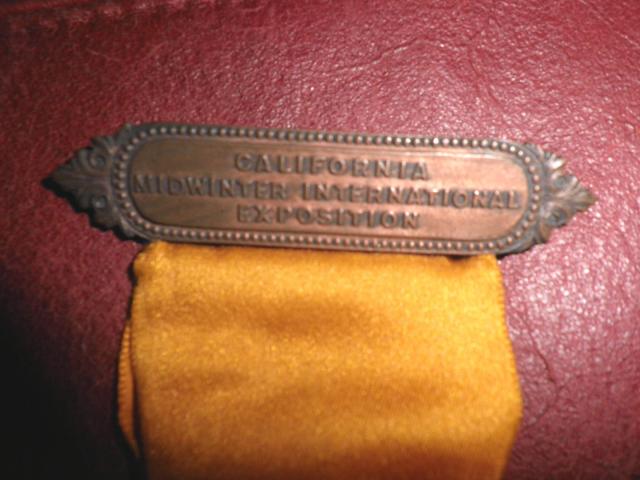 CALIFORNIA
MIDWINTER INTERNATIONAL
EXPOSITION